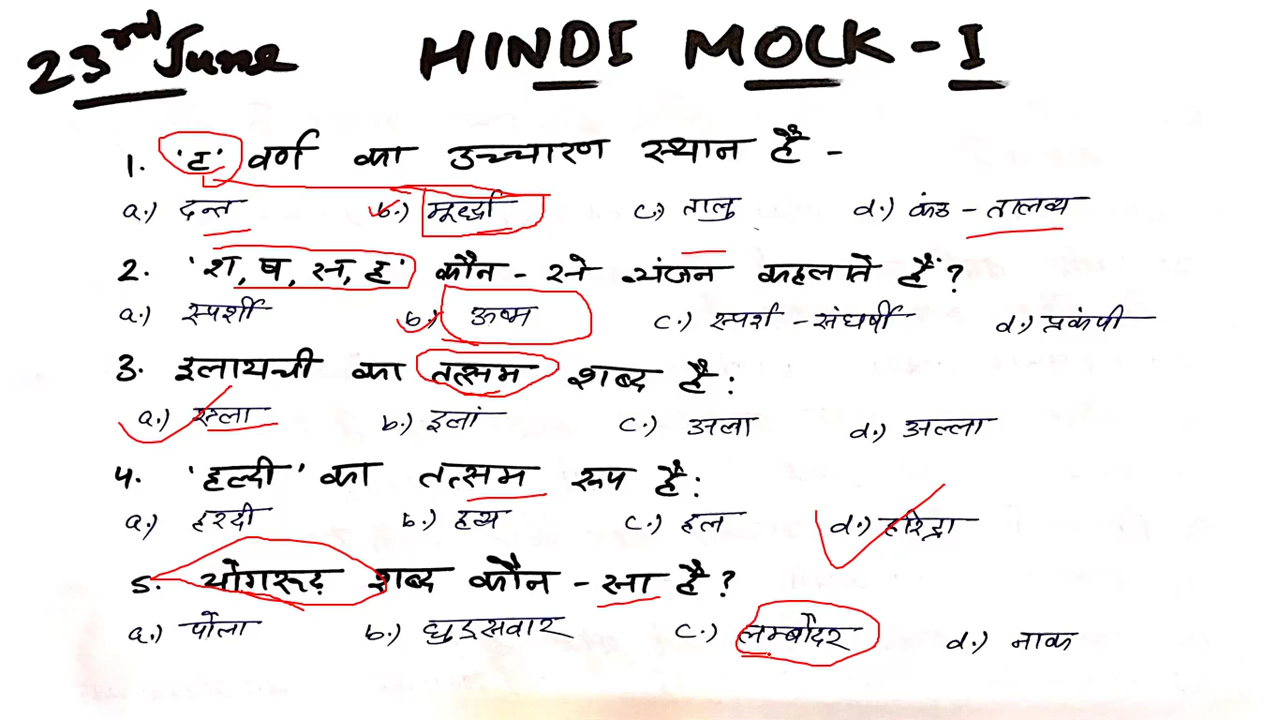 23rd June HINDI MOCK - I
1. 'ट' वर्ण का उच्चारण स्थान है -
a.) दन्त b.) मूर्द्धा c.) तालु d.) कंठ - तालव्य
2. 'श, ष, स, ह' कौन - से व्यंजन कहलाते हैं?
a.) स्पर्शी b.) ऊष्म c.) स्पर्श - संघर्षी d.) प्रकंपी
3. इलायची का तत्सम शब्द है:
a.) एला b.) इलां c.) अला d.) अल्ला
4. 'हल्दी' का तत्सम रूप है:
a.) हरदी b.) c.) हल d.) हरिद्रा
5. योगरूढ़ शब्द कौन - सा है?
a.) पीला b.) घुड़सवार c.) लम्बोदर d.) नाक